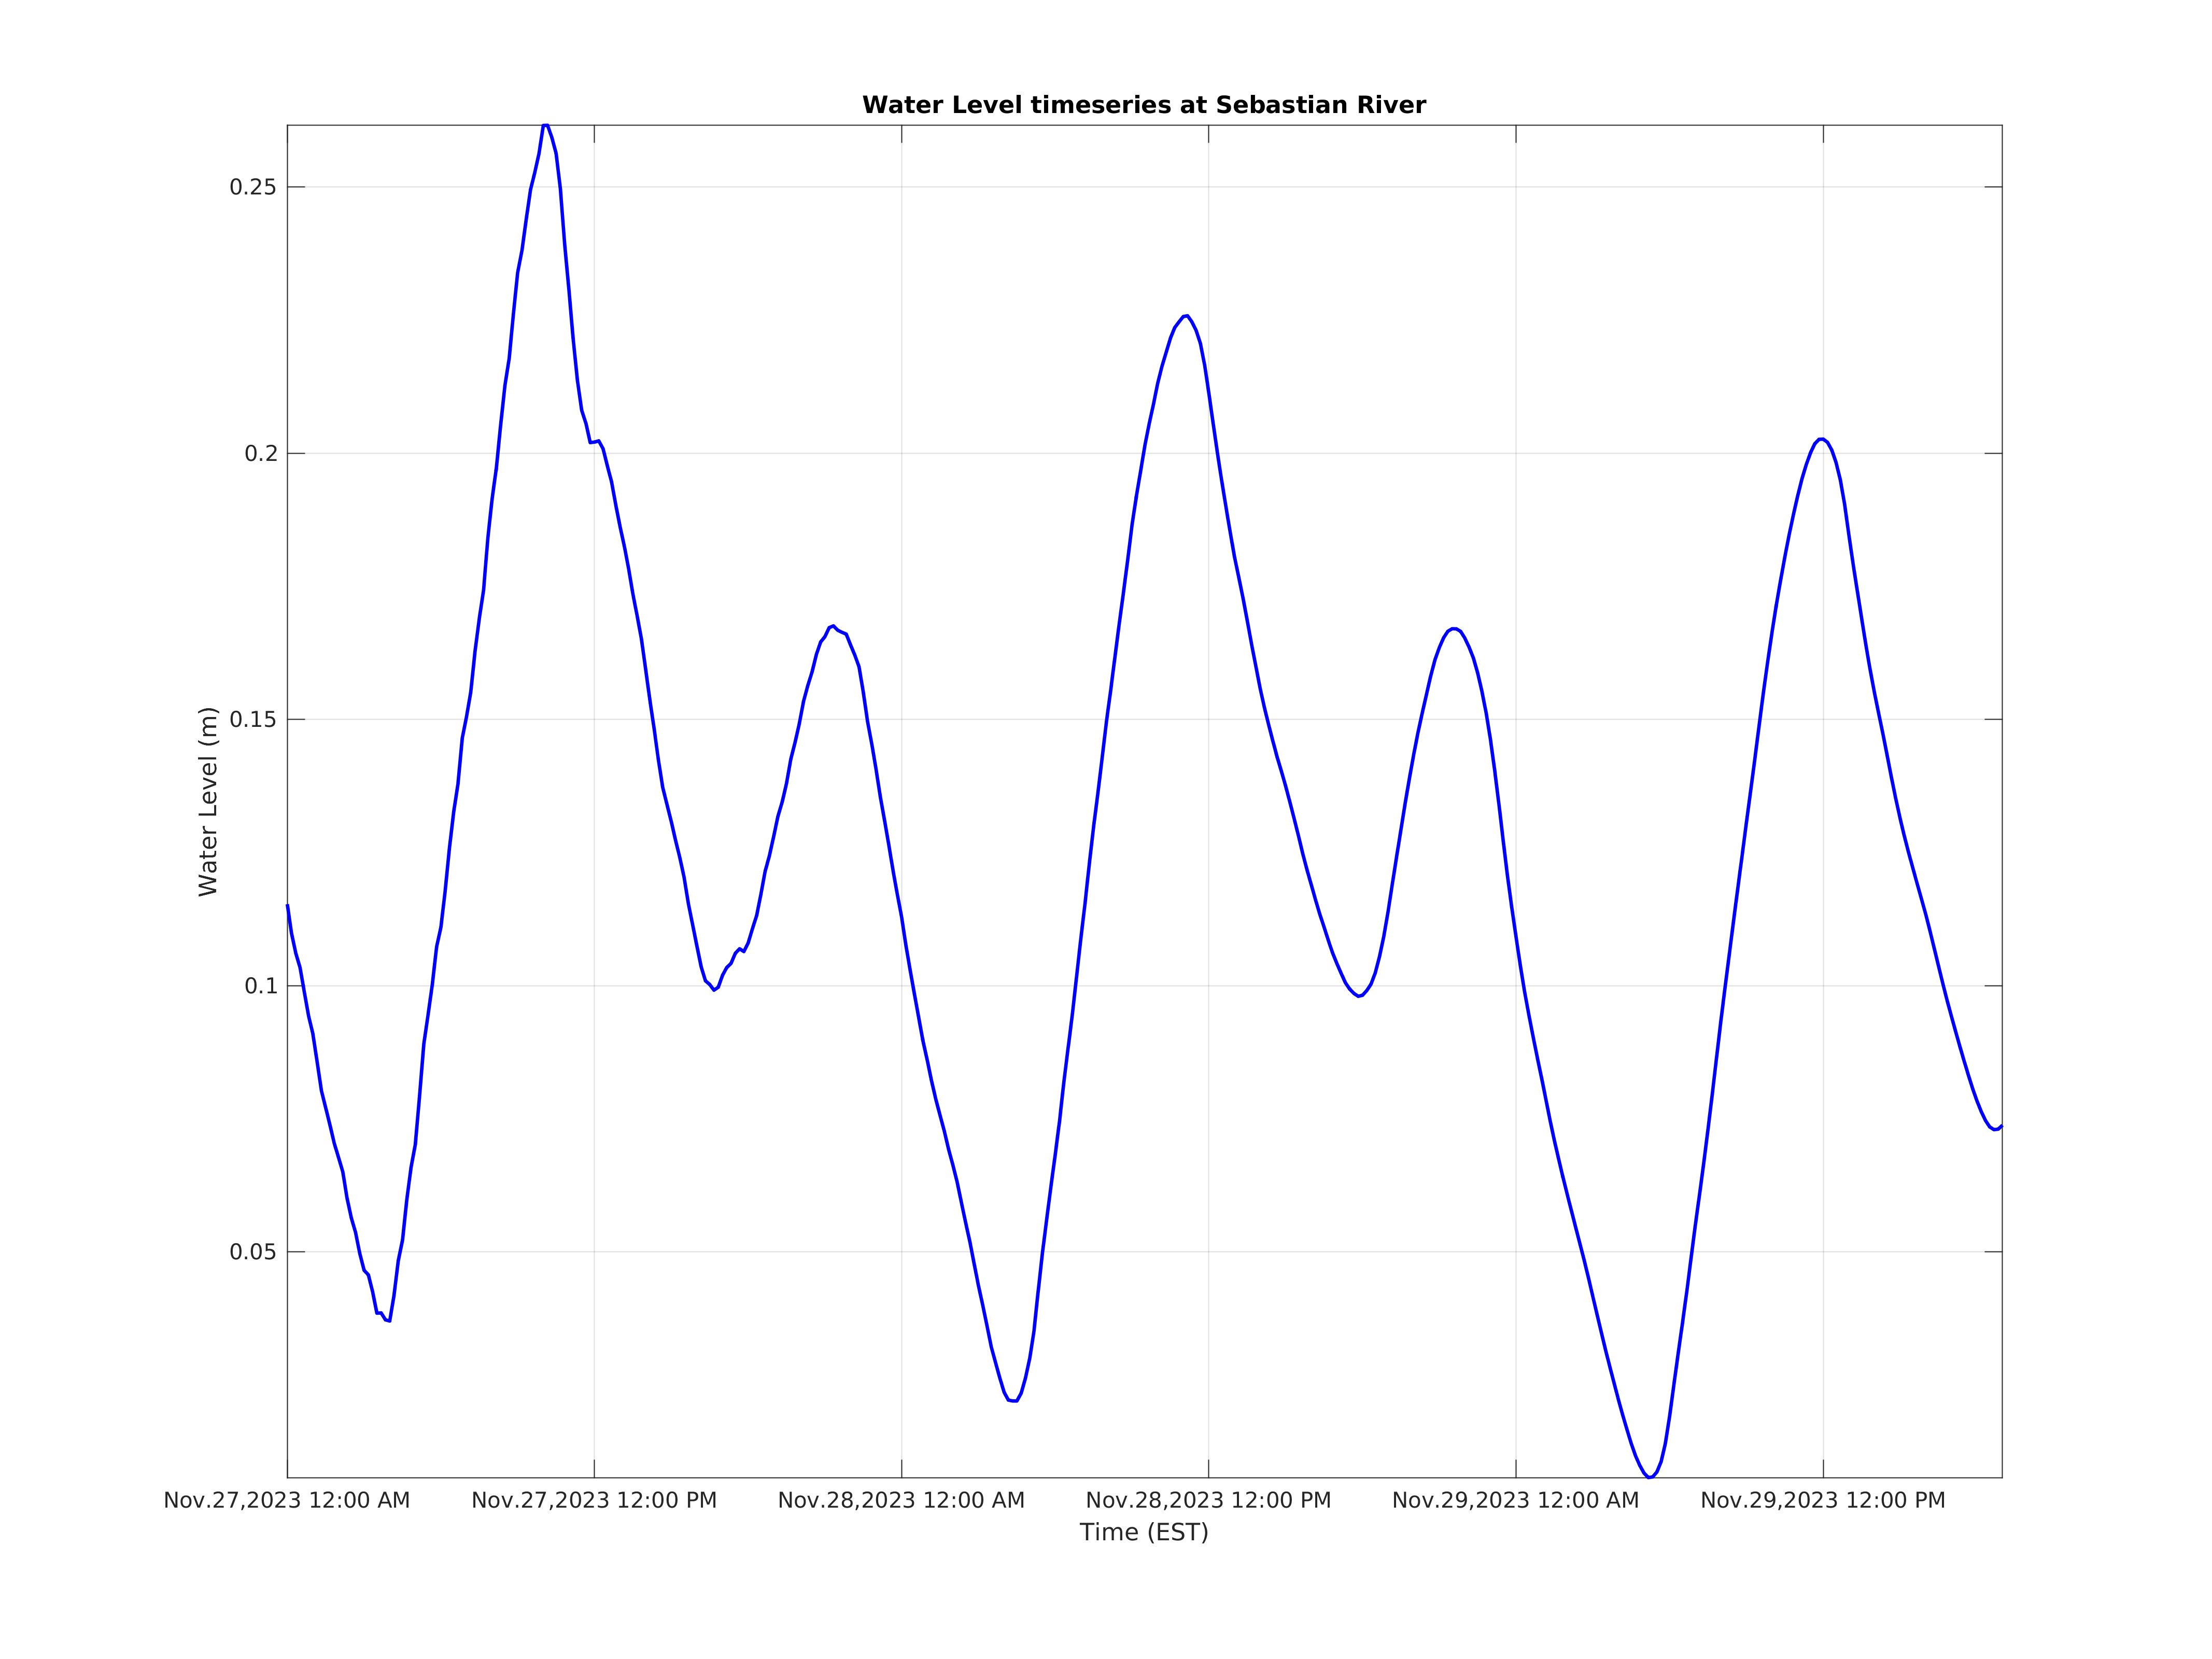 Water Level timeseries at Sebastian River
0.25
0.2
0.15
0.1
0.05
Water Level (m)
Nov.27,2023 12:00 AM Nov.27,2023 12:00 PM Nov.28,2023 12:00 AM Nov.28,2023 12:00 PM Nov.29,2023 12:00 AM Nov.29,2023 12:00 PM
Time (EST)